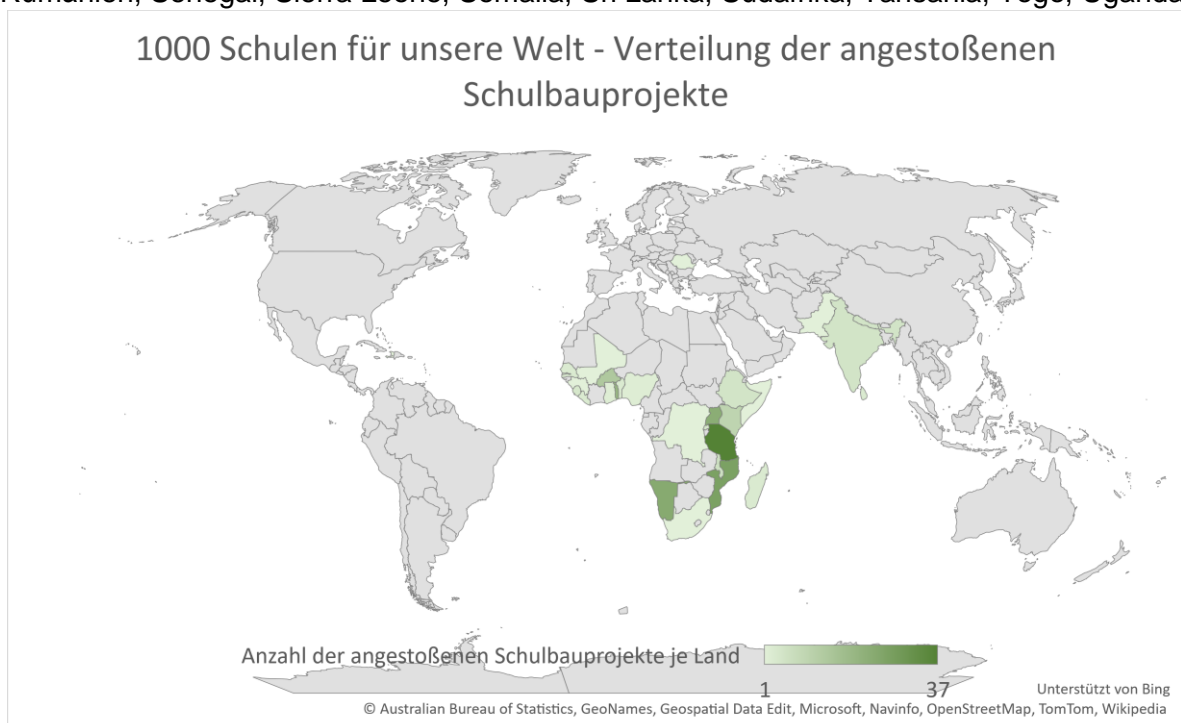 Rumänien, Senegal, Sierra Leone, Somalia, Sri Lanka, Südafrika, Tansania, Togo, Uganda
1000 Schulen für unsere Welt - Verteilung der angestoßenen
Schulbauprojekte
Anzahl der angestoßenen Schulbauprojekte je Land
1 37
Unterstützt von Bing
© Australian Bureau of Statistics, GeoNames, Geospatial Data Edit, Microsoft, Navinfo, OpenStreetMap, TomTom, Wikipedia